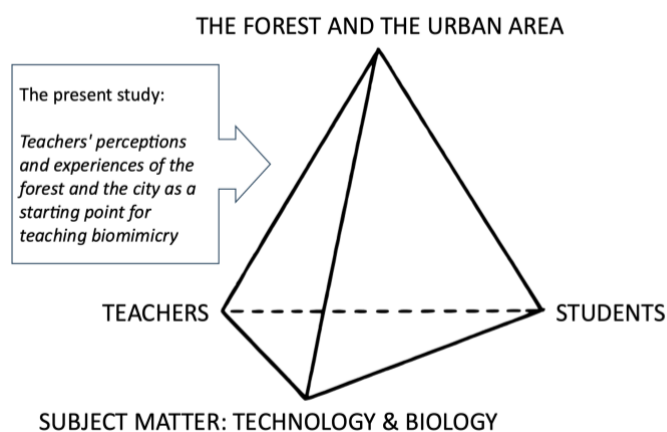 THE FOREST AND THE URBAN AREA
The present study:
Teachers' perceptions
and experiences of the
forest and the city as a
starting point for
teaching biomimicry
TEACHERS
STUDENTS
SUBJECT MATTER: TECHNOLOGY & BIOLOGY